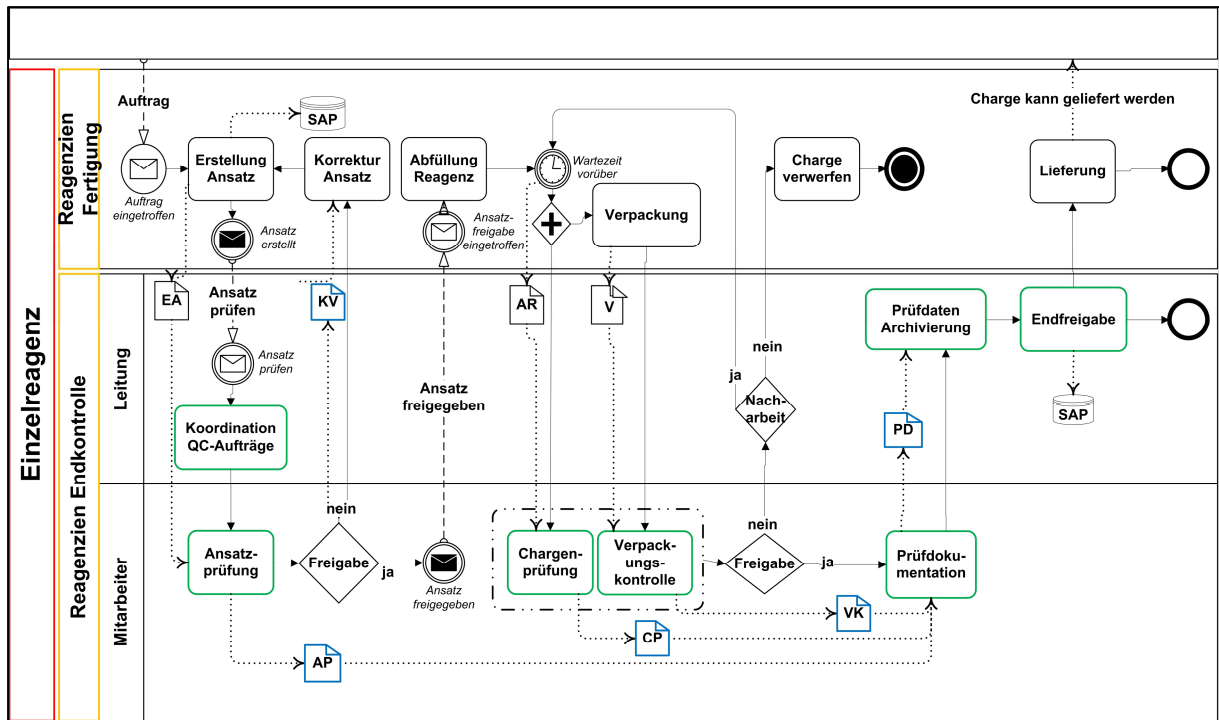 Einzelreagenz
Reagenzien
Fertigung
Auftrag
Auftrag
eingetroffen
Erstellung
Ansatz
SAP
Korrektur
Ansatz
Abfüllung
Reagenz
Wartezeit
vorüber
Charge
verwerfen
Charge kann geliefert werden
Lieferung
Ansatz
erstellt
Ansatz-
freigabe
eingetroffen
Verpackung
Reagenzien Endkontrolle
Leitung
EA
Ansatz
prüfen
KV
AR
V
Prüfdaten
Archivierung
Endfreigabe
Ansatz
prüfen
nein
ja
Nach-
arbeit
Ansatz
freigegeben
SAP
Koordination
QC-Aufträge
PD
Mitarbeiter
nein
nein
Ansatz-
prüfung
Freigabe
ja
Ansatz
freigegeben
Chargen-
prüfung
Verpack-
ungs-
kontrolle
Freigabe
ja
Prüfdoku-
mentation
VK
CP
AP